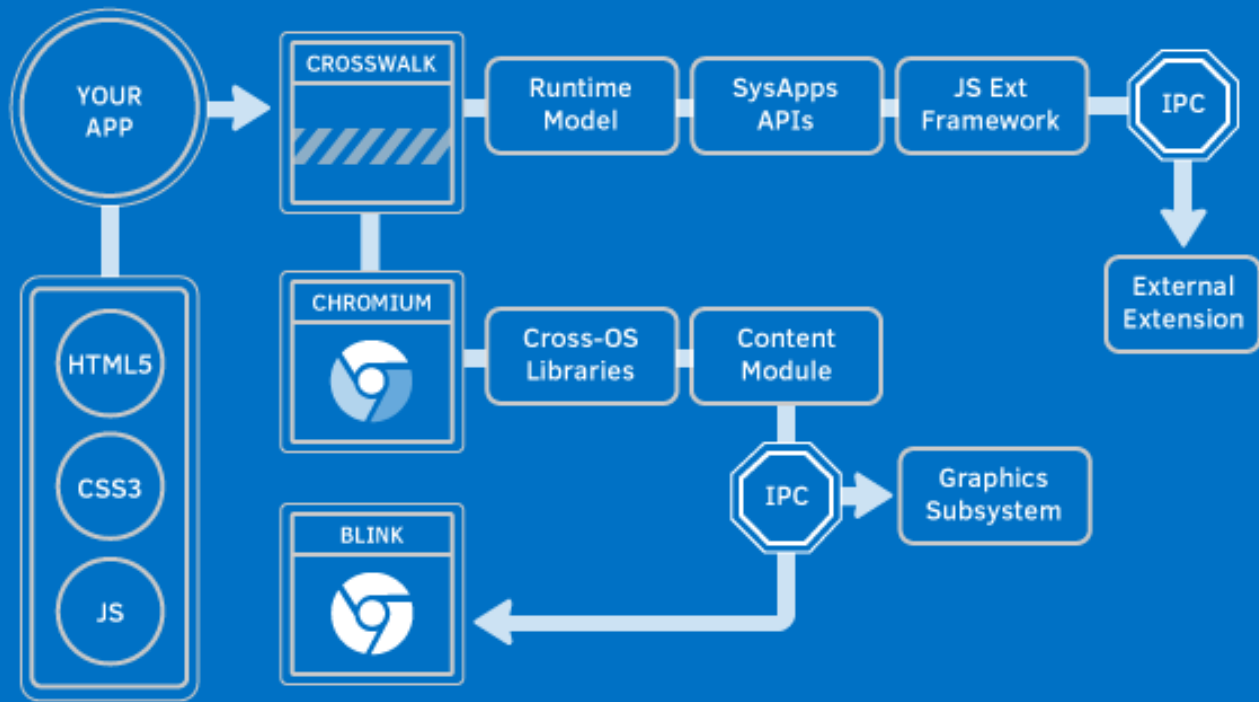 YOUR
APP
CROSSWALK
Runtime
Model
SysApps
APIs
JS Ext
Framework
IPC
External
Extension
HTML5
CSS3
JS
CHROMIUM
Cross-OS
Libraries
Content
Module
IPC
Graphics
Subsystem
BLINK